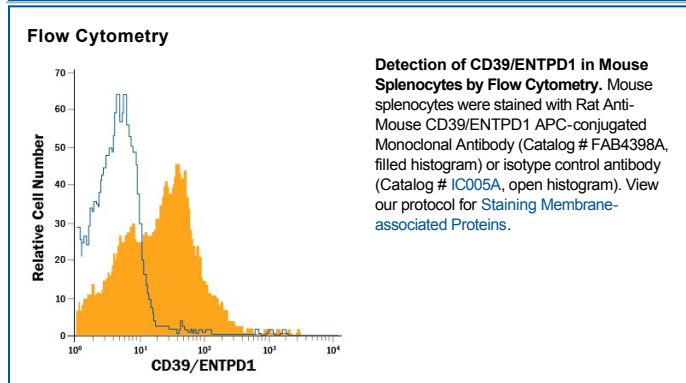 Flow Cytometry
70
60
50
40
30
20
10
0
Relative Cell Number
10⁰
10¹
10²
10³
10⁴
CD39/ENTPD1
Detection of CD39/ENTPD1 in Mouse
Splenocytes by Flow Cytometry. Mouse
splenocytes were stained with Rat Anti-
Mouse CD39/ENTPD1 APC-conjugated
Monoclonal Antibody (Catalog # FAB4398A,
filled histogram) or isotype control antibody
(Catalog # IC005A, open histogram). View
our protocol for Staining Membrane-
associated Proteins.